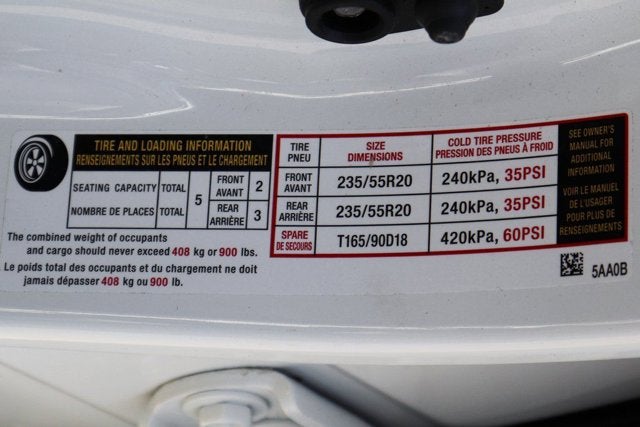 TIRE AND LOADING INFORMATION
RENSEIGNEMENTS SUR LES PNEUS ET LE CHARGEMENT
SEATING CAPACITY TOTAL 5 FRONT AVANT 2
NOMBRE DE PLACES TOTAL REAR ARRIÈRE 3
The combined weight of occupants
and cargo should never exceed 408 kg or 900 lbs.
Le poids total des occupants et du chargement ne doit
jamais dépasser 408 kg ou 900 lb.
TIRE PNEU SIZE DIMENSIONS COLD TIRE PRESSURE PRESSION DES PNEUS À FROID
FRONT AVANT 235/55R20 240kPa, 35PSI
REAR ARRIÈRE 235/55R20 240kPa, 35PSI
SPARE DE SECOURS T165/90D18 420kPa, 60PSI
SEE OWNER'S
MANUAL FOR
ADDITIONAL
INFORMATION
VOIR LE MANUEL
DE L'USAGER
POUR PLUS DE
RENSEIGNEMENTS
5AA0B